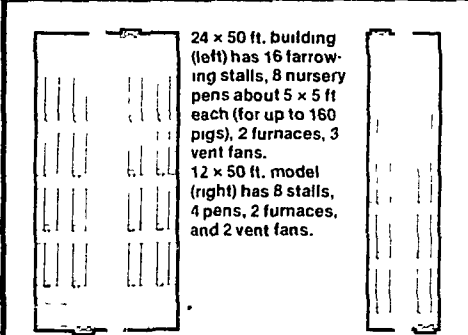 24 × 50 ft. building
(left) has 16 farrow-
ing stalls, 8 nursery
pens about 5 × 5 ft
each (for up to 160
pigs), 2 furnaces, 3
vent fans.
12 × 50 ft. model
(right) has 8 stalls,
4 pens, 2 furnaces,
and 2 vent fans.